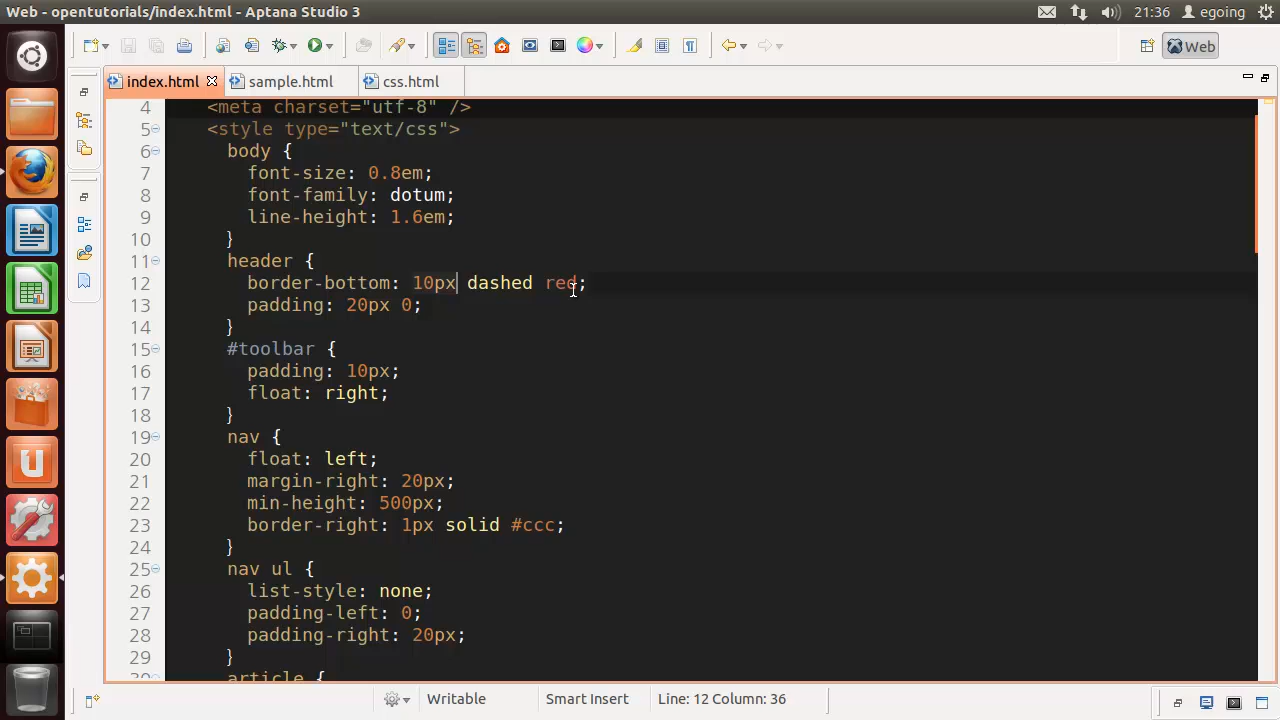 Web - opentutorials/index.html - Aptana Studio 3
21:36
egoing
Web
index.html
sample.html
css.html
4 <meta charset="utf-8" />
5 <style type="text/css">
6 body {
7 font-size: 0.8em;
8 font-family: dotum;
9 line-height: 1.6em;
10 }
11 header {
12 border-bottom: 10px dashed red;
13 padding: 20px 0;
14 }
15 #toolbar {
16 padding: 10px;
17 float: right;
18 }
19 nav {
20 float: left;
21 margin-right: 20px;
22 min-height: 500px;
23 border-right: 1px solid #ccc;
24 }
25 nav ul {
26 list-style: none;
27 padding-left: 0;
28 padding-right: 20px;
29 }
30 article {
Writable
Smart Insert
Line: 12 Column: 36